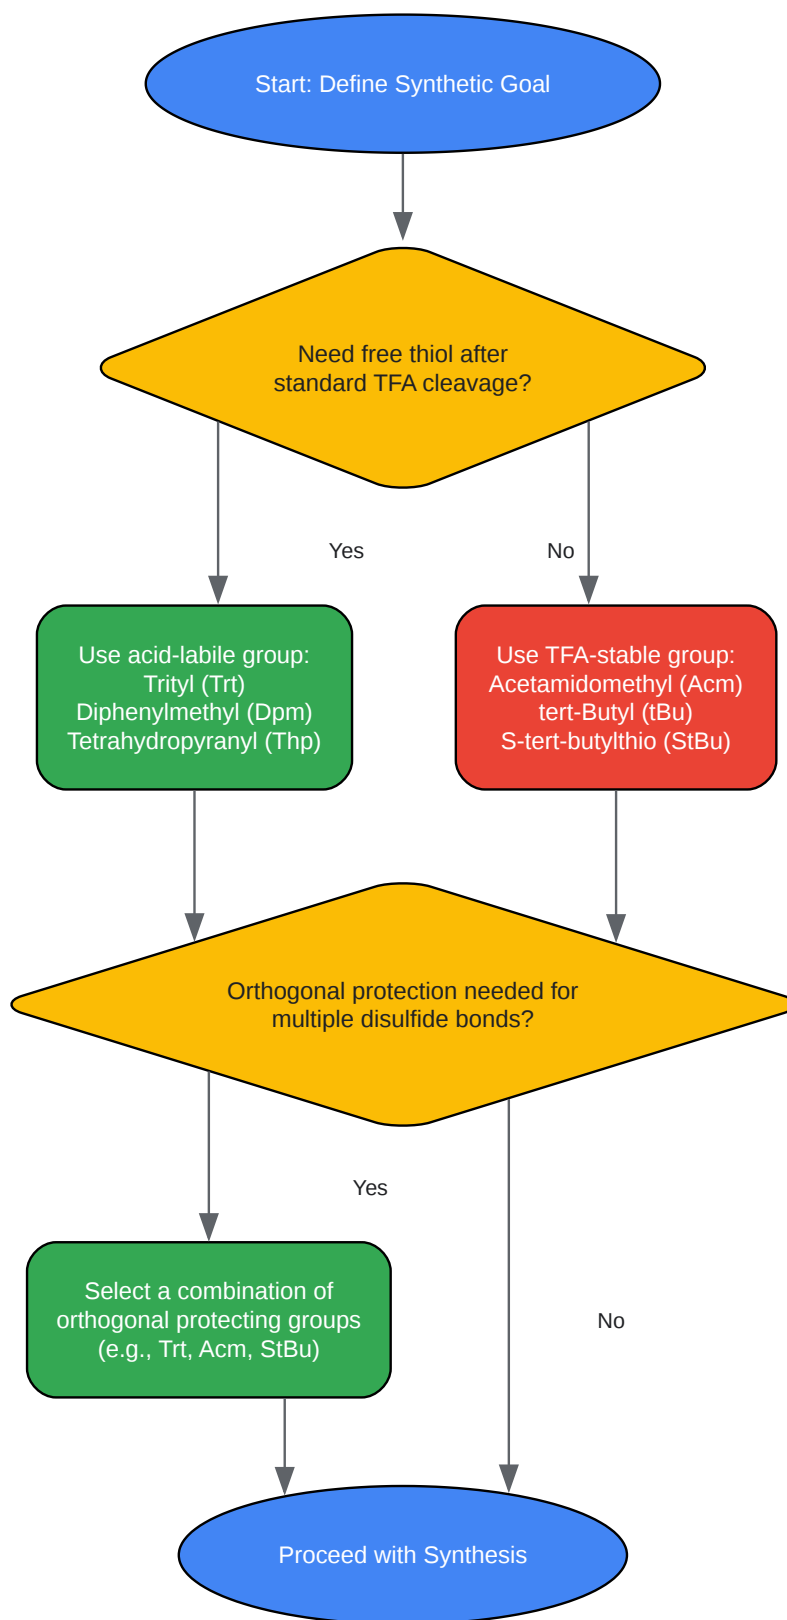 Start: Define Synthetic Goal
Need free thiol after
standard TFA cleavage?
Yes
No
Use acid-labile group:
Trityl (Trt)
Diphenylmethyl (Dpm)
Tetrahydropyranyl (Thp)
Use TFA-stable group:
Acetamidomethyl (Acm)
tert-Butyl (tBu)
S-tert-butylthio (StBu)
Orthogonal protection needed for
multiple disulfide bonds?
Yes
Select a combination of
orthogonal protecting groups
(e.g., Trt, Acm, StBu)
No
Proceed with Synthesis